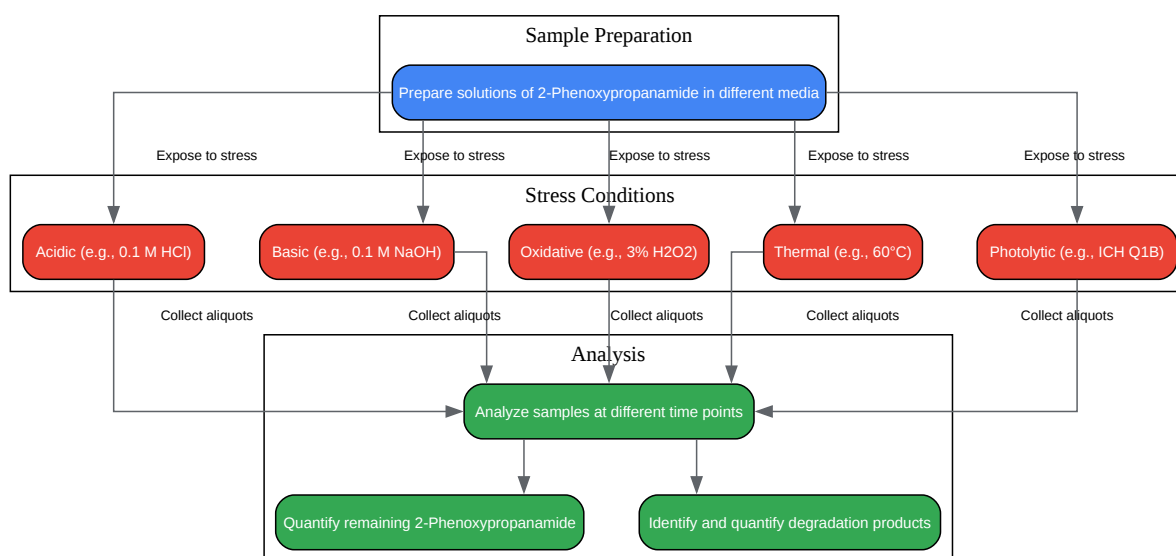 Sample Preparation
Prepare solutions of 2-Phenoxypropanamide in different media
Expose to stress
Expose to stress
Expose to stress
Expose to stress
Expose to stress
Stress Conditions
Acidic (e.g., 0.1 M HCl)
Basic (e.g., 0.1 M NaOH)
Oxidative (e.g., 3% H2O2)
Thermal (e.g., 60°C)
Photolytic (e.g., ICH Q1B)
Collect aliquots
Collect aliquots
Collect aliquots
Collect aliquots
Collect aliquots
Analysis
Analyze samples at different time points
Quantify remaining 2-Phenoxypropanamide
Identify and quantify degradation products